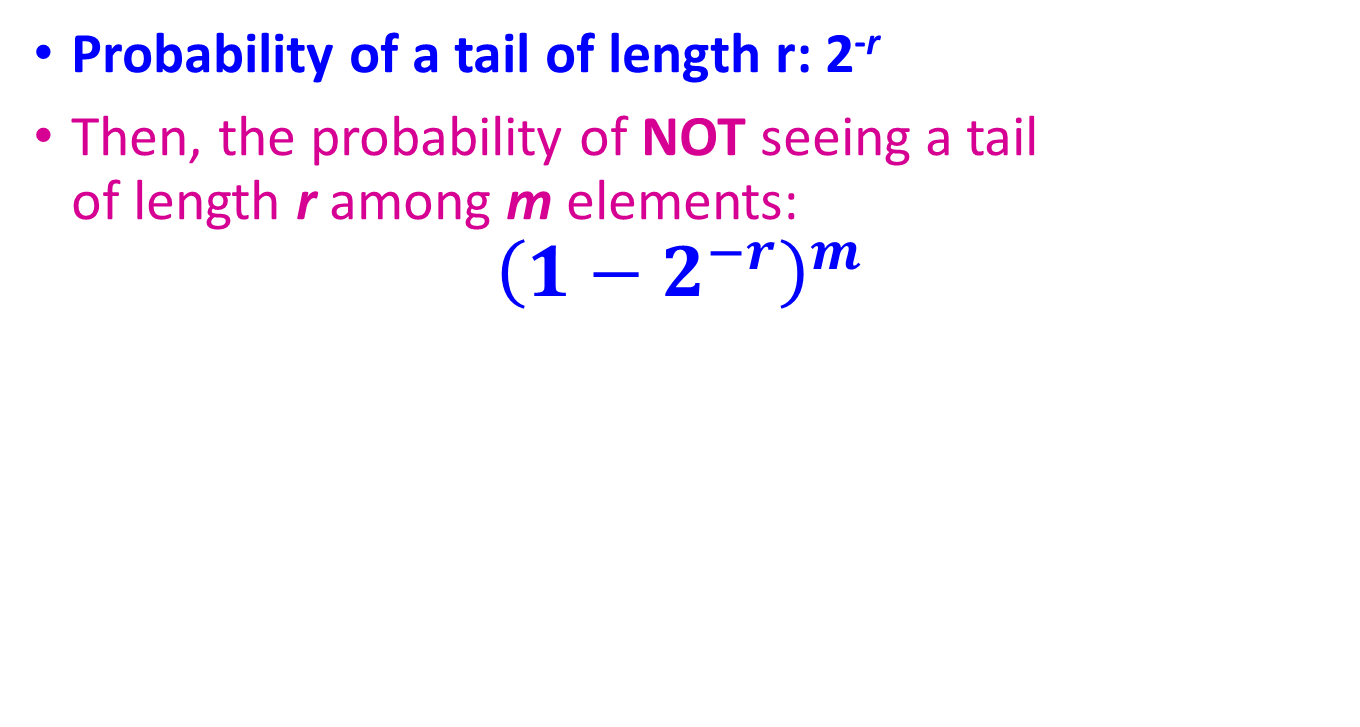 • Probability of a tail of length r: 2⁻ʳ
• Then, the probability of NOT seeing a tail
of length r among m elements:
(1 − 2⁻ʳ)ᵐ